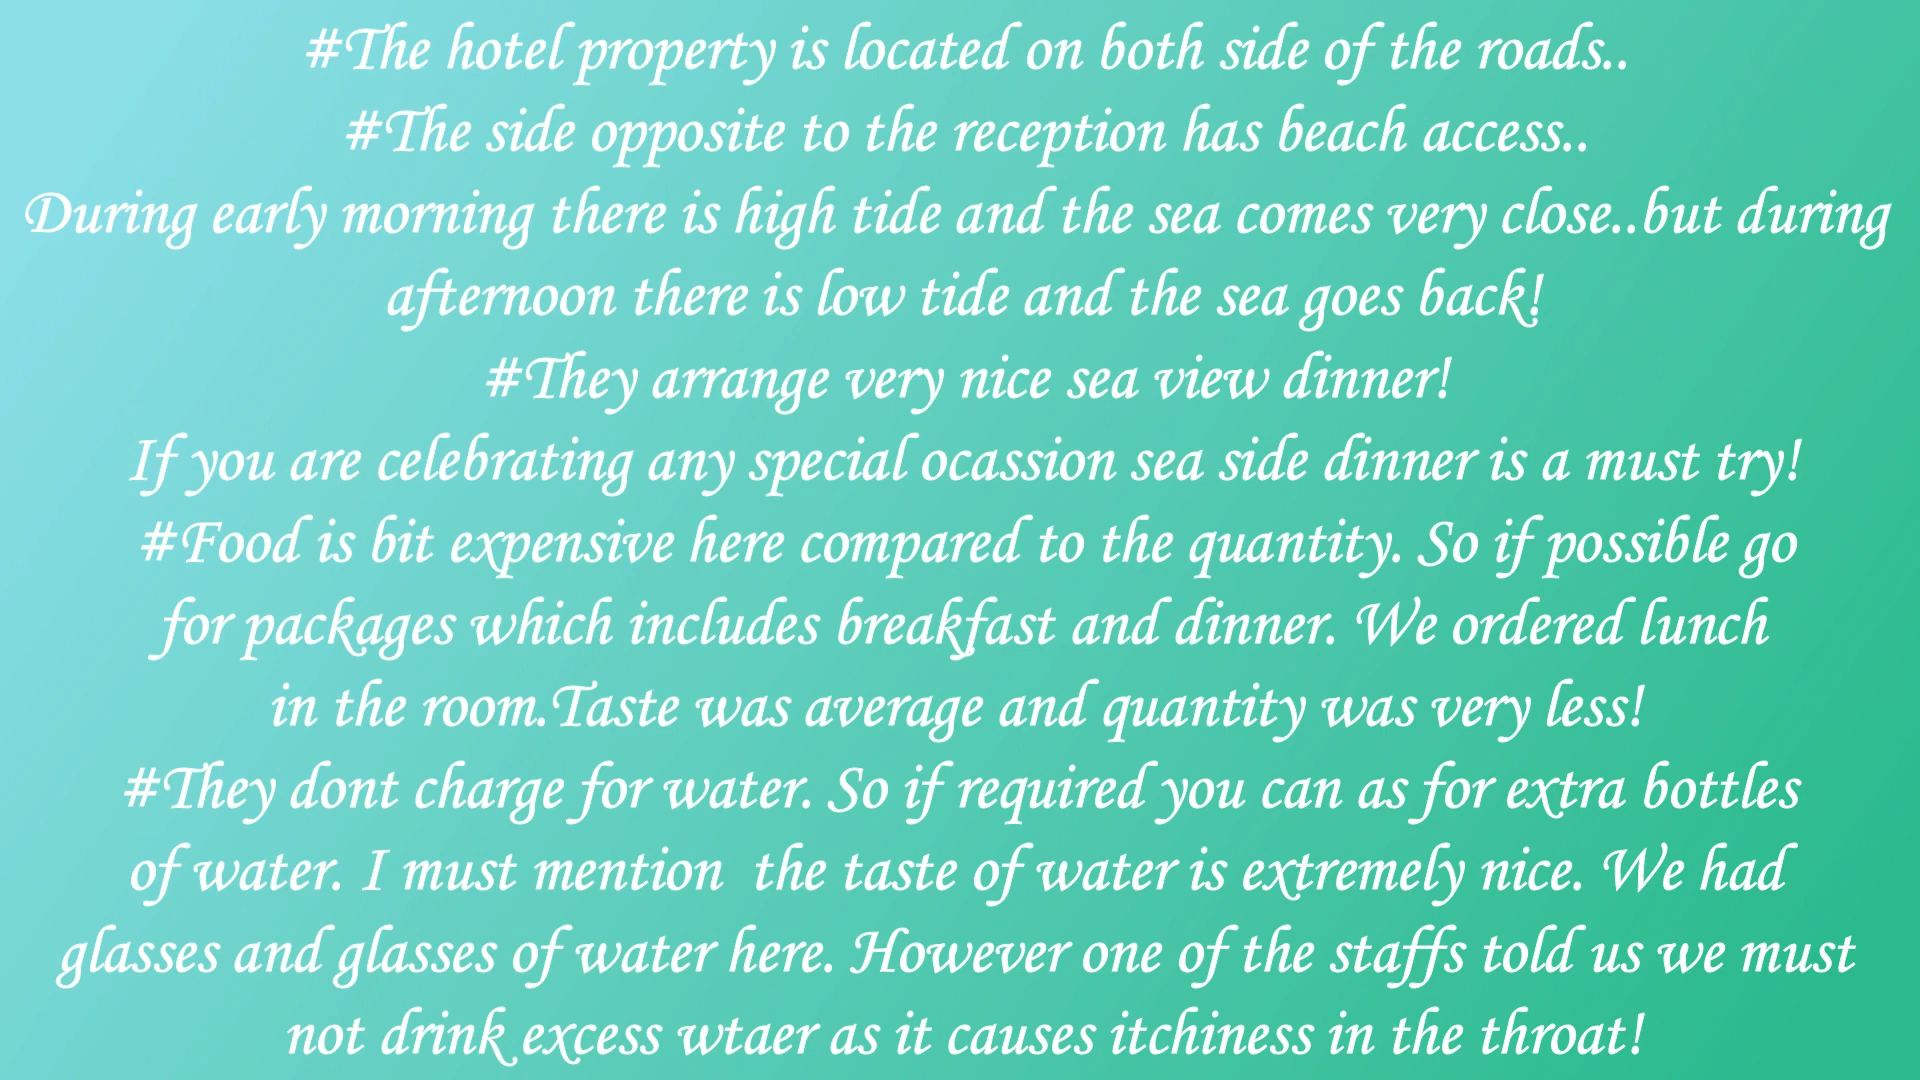 #The hotel property is located on both side of the roads..
#The side opposite to the reception has beach access..
During early morning there is high tide and the sea comes very close..but during
afternoon there is low tide and the sea goes back!
#They arrange very nice sea view dinner!
If you are celebrating any special ocassion sea side dinner is a must try!
#Food is bit expensive here compared to the quantity. So if possible go
for packages which includes breakfast and dinner. We ordered lunch
in the room.Taste was average and quantity was very less!
#They dont charge for water. So if required you can as for extra bottles
of water. I must mention  the taste of water is extremely nice. We had
glasses and glasses of water here. However one of the staffs told us we must
not drink excess wtaer as it causes itchiness in the throat!